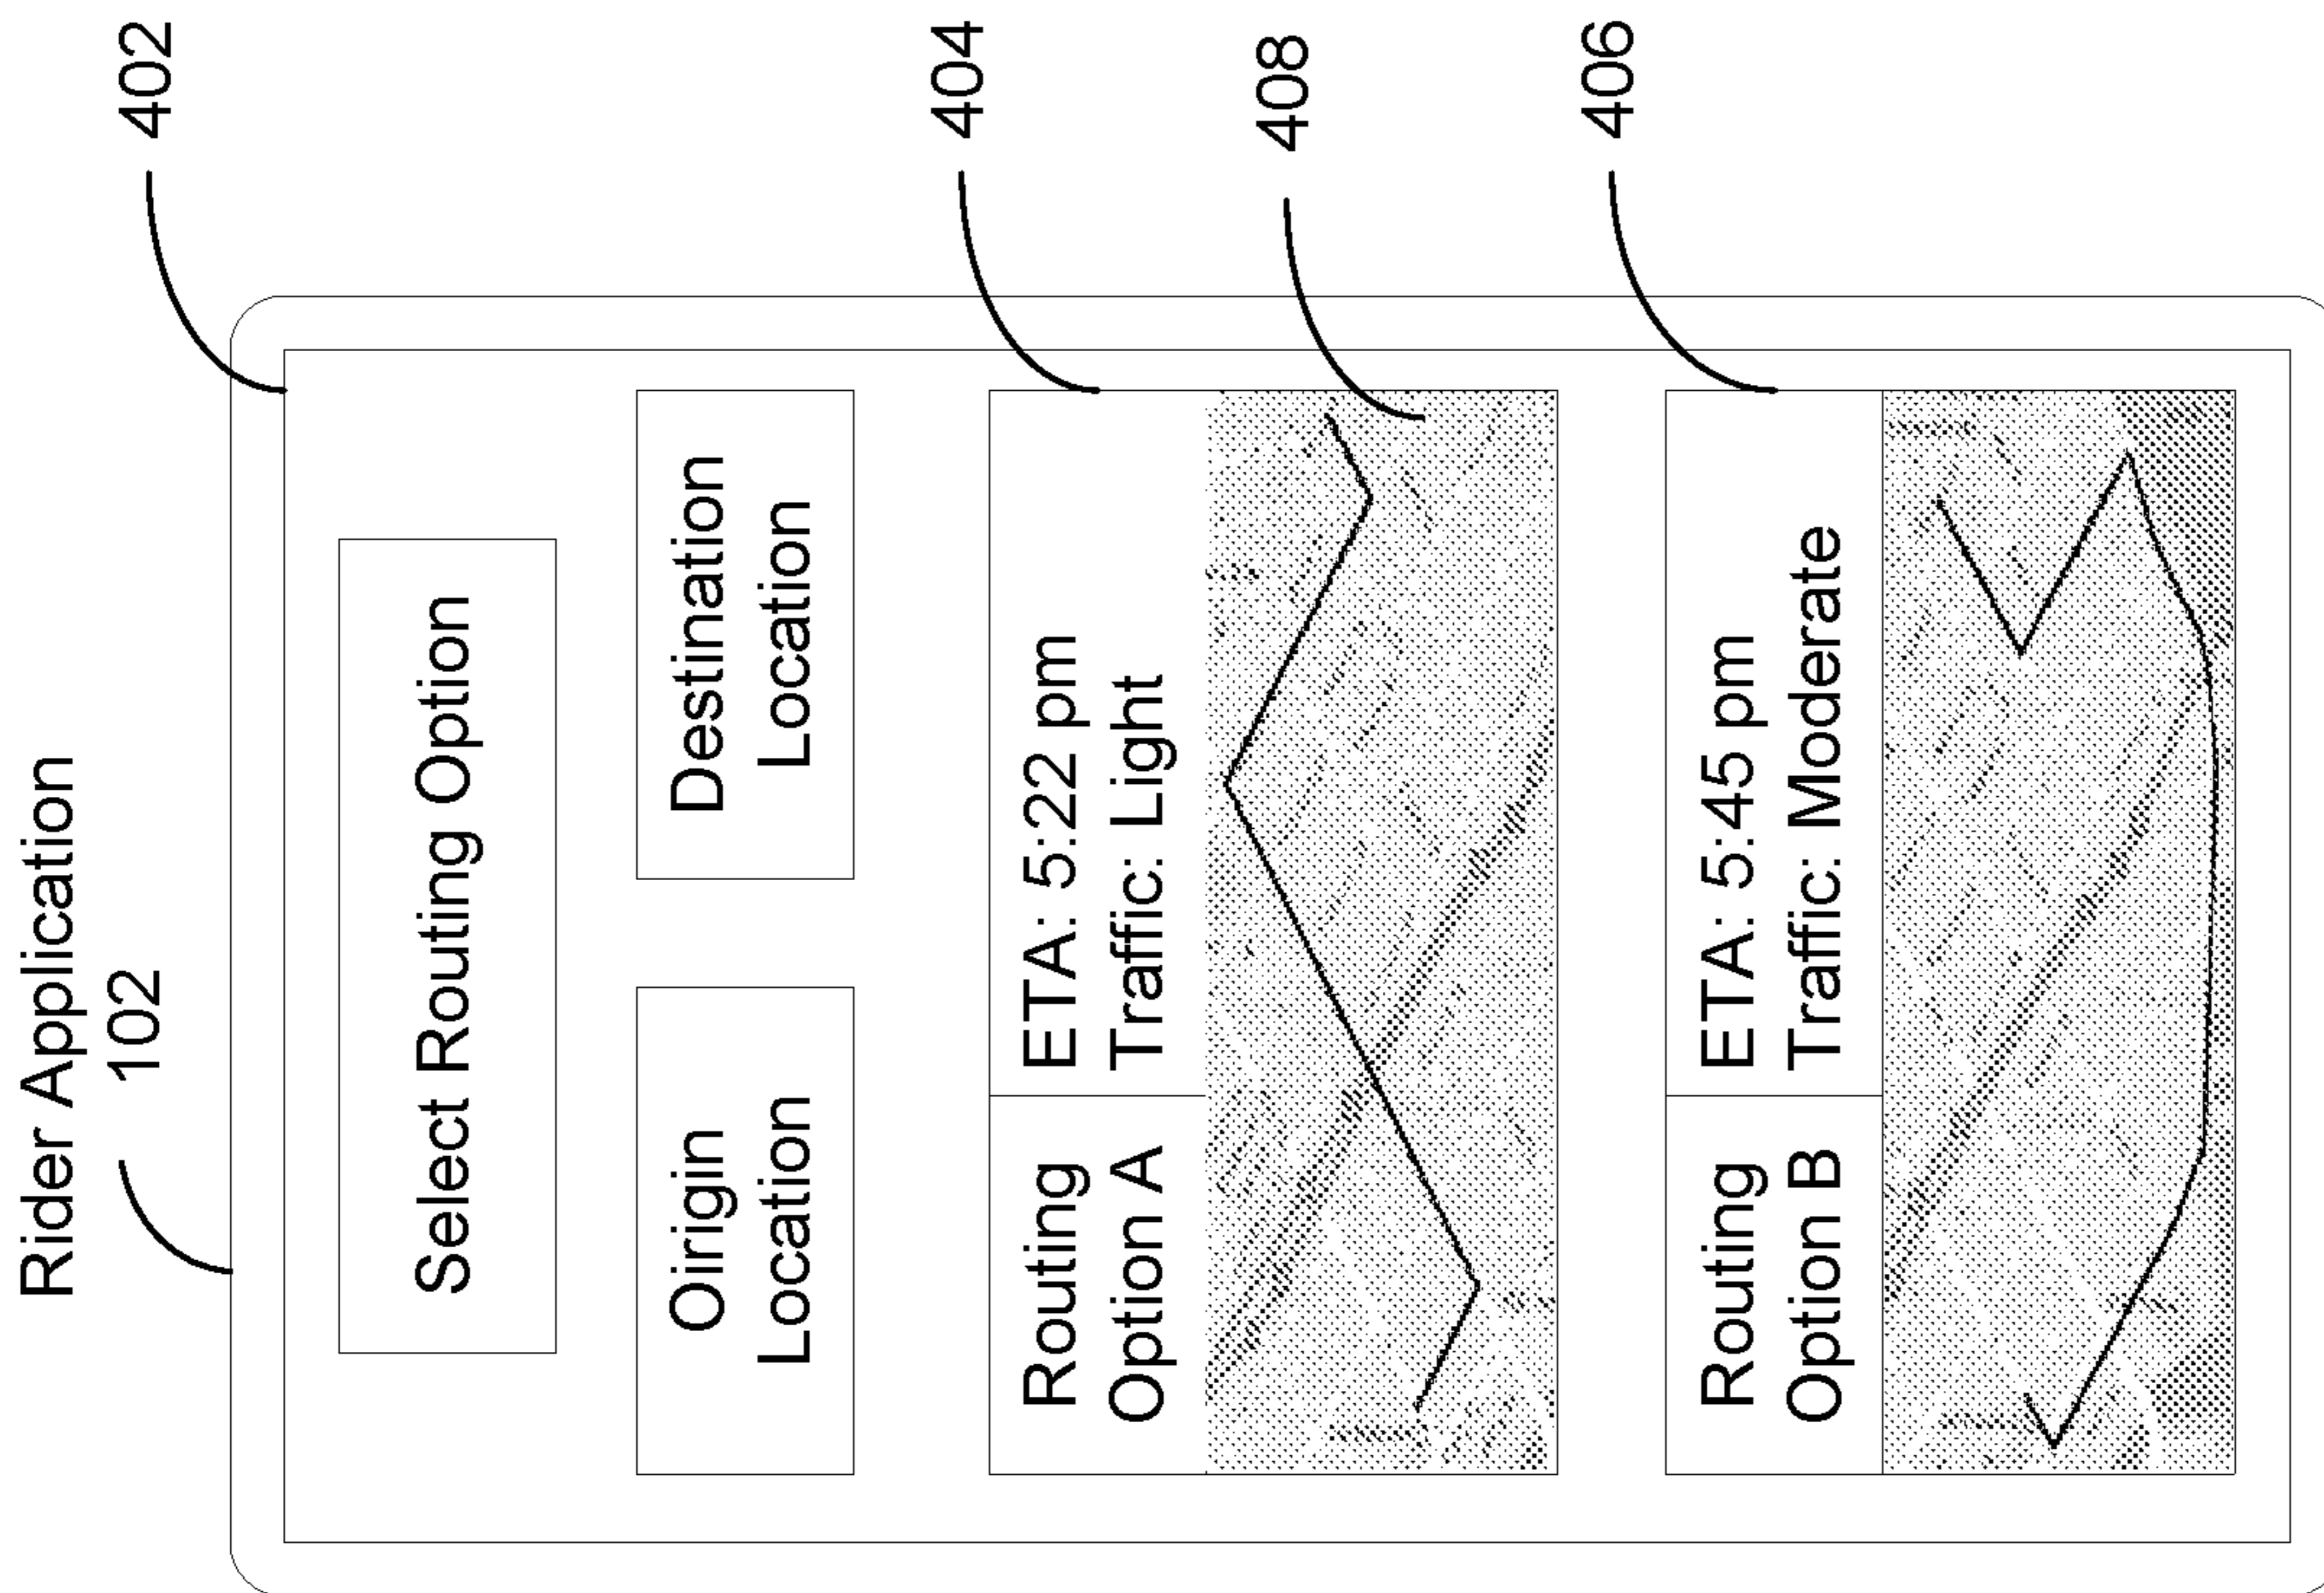 Rider Application
102
402
Select Routing Option
Oirigin
Location
Destination
Location
404
Routing
Option A
ETA: 5:22 pm
Traffic: Light
408
406
Routing
Option B
ETA: 5:45 pm
Traffic: Moderate